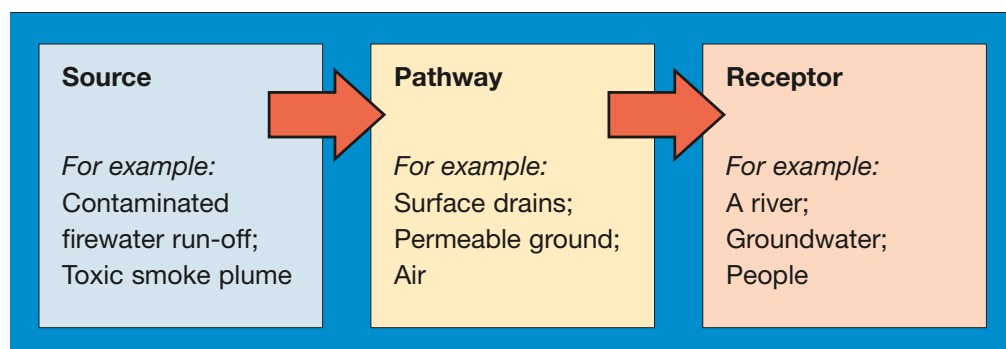 Source
For example:
Contaminated
firewater run-off;
Toxic smoke plume
Pathway
For example:
Surface drains;
Permeable ground;
Air
Receptor
For example:
A river;
Groundwater;
People